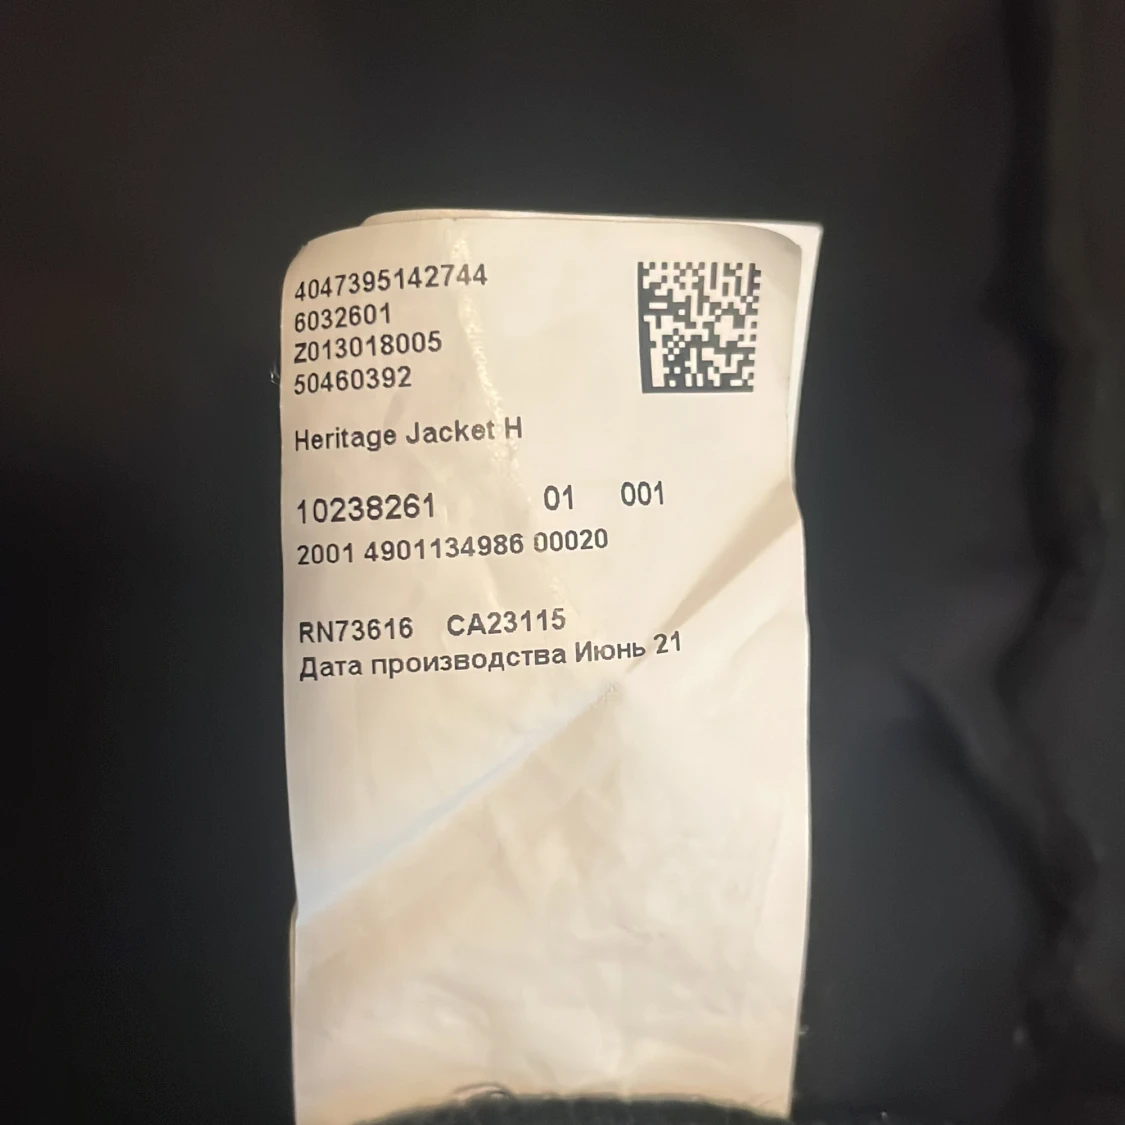 4047395142744
6032601
Z013018005
50460392
Heritage Jacket H
10238261 01 001
2001 4901134986 00020
RN73616 CA23115
Дата производства Июнь 21